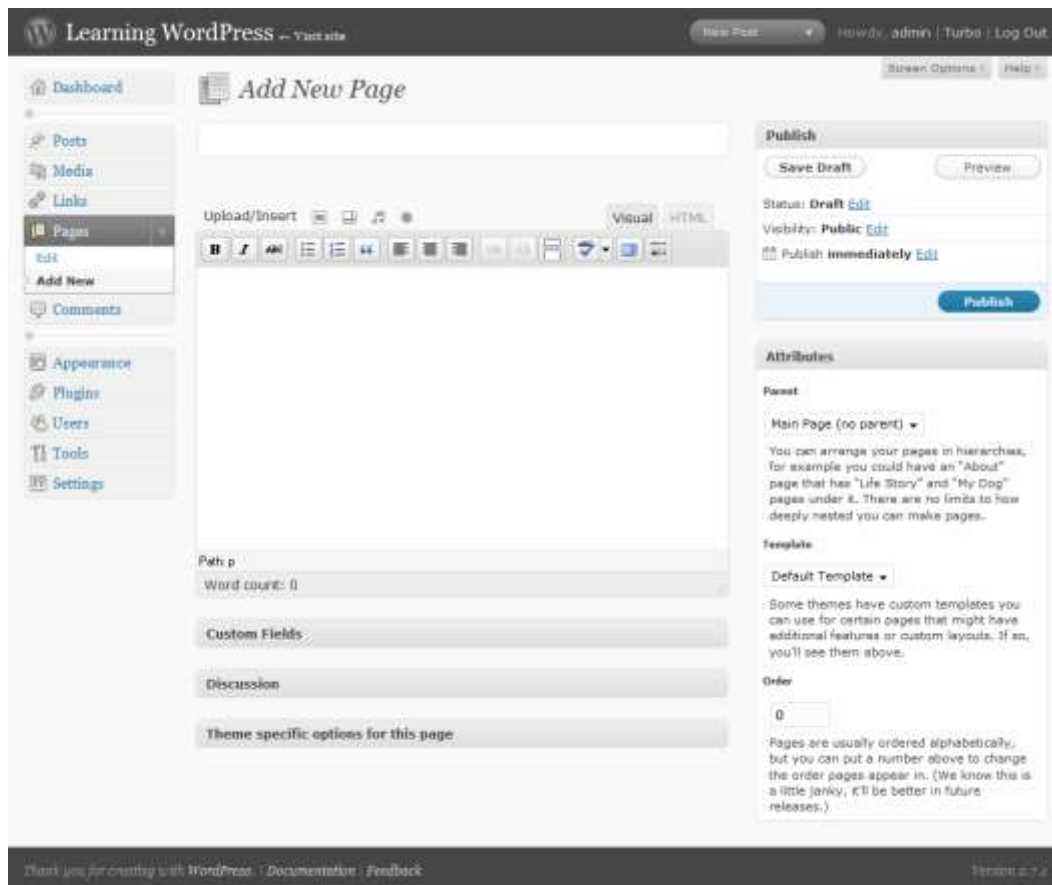 Learning WordPress ← Visit site
New Post
Howdy, admin | Turbo | Log Out
Screen Options
Help
Dashboard
Posts
Media
Links
Pages
Edit
Add New
Comments
Appearance
Plugins
Users
Tools
Settings
Add New Page
Upload/Insert
Visual
HTML
B I ABC
Path: p
Word count: 0
Custom Fields
Discussion
Theme specific options for this page
Publish
Save Draft
Preview
Status: Draft Edit
Visibility: Public Edit
Publish immediately Edit
Publish
Attributes
Parent
Main Page (no parent)
You can arrange your pages in hierarchies,
for example you could have an "About"
page that has "Life Story" and "My Dog"
pages under it. There are no limits to how
deeply nested you can make pages.
Template
Default Template
Some themes have custom templates you
can use for certain pages that might have
additional features or custom layouts. If so,
you'll see them above.
Order
0
Pages are usually ordered alphabetically,
but you can put a number above to change
the order pages appear in. (We know this is
a little janky, it'll be better in future
releases.)
Thank you for creating with WordPress. | Documentation | Feedback
Version